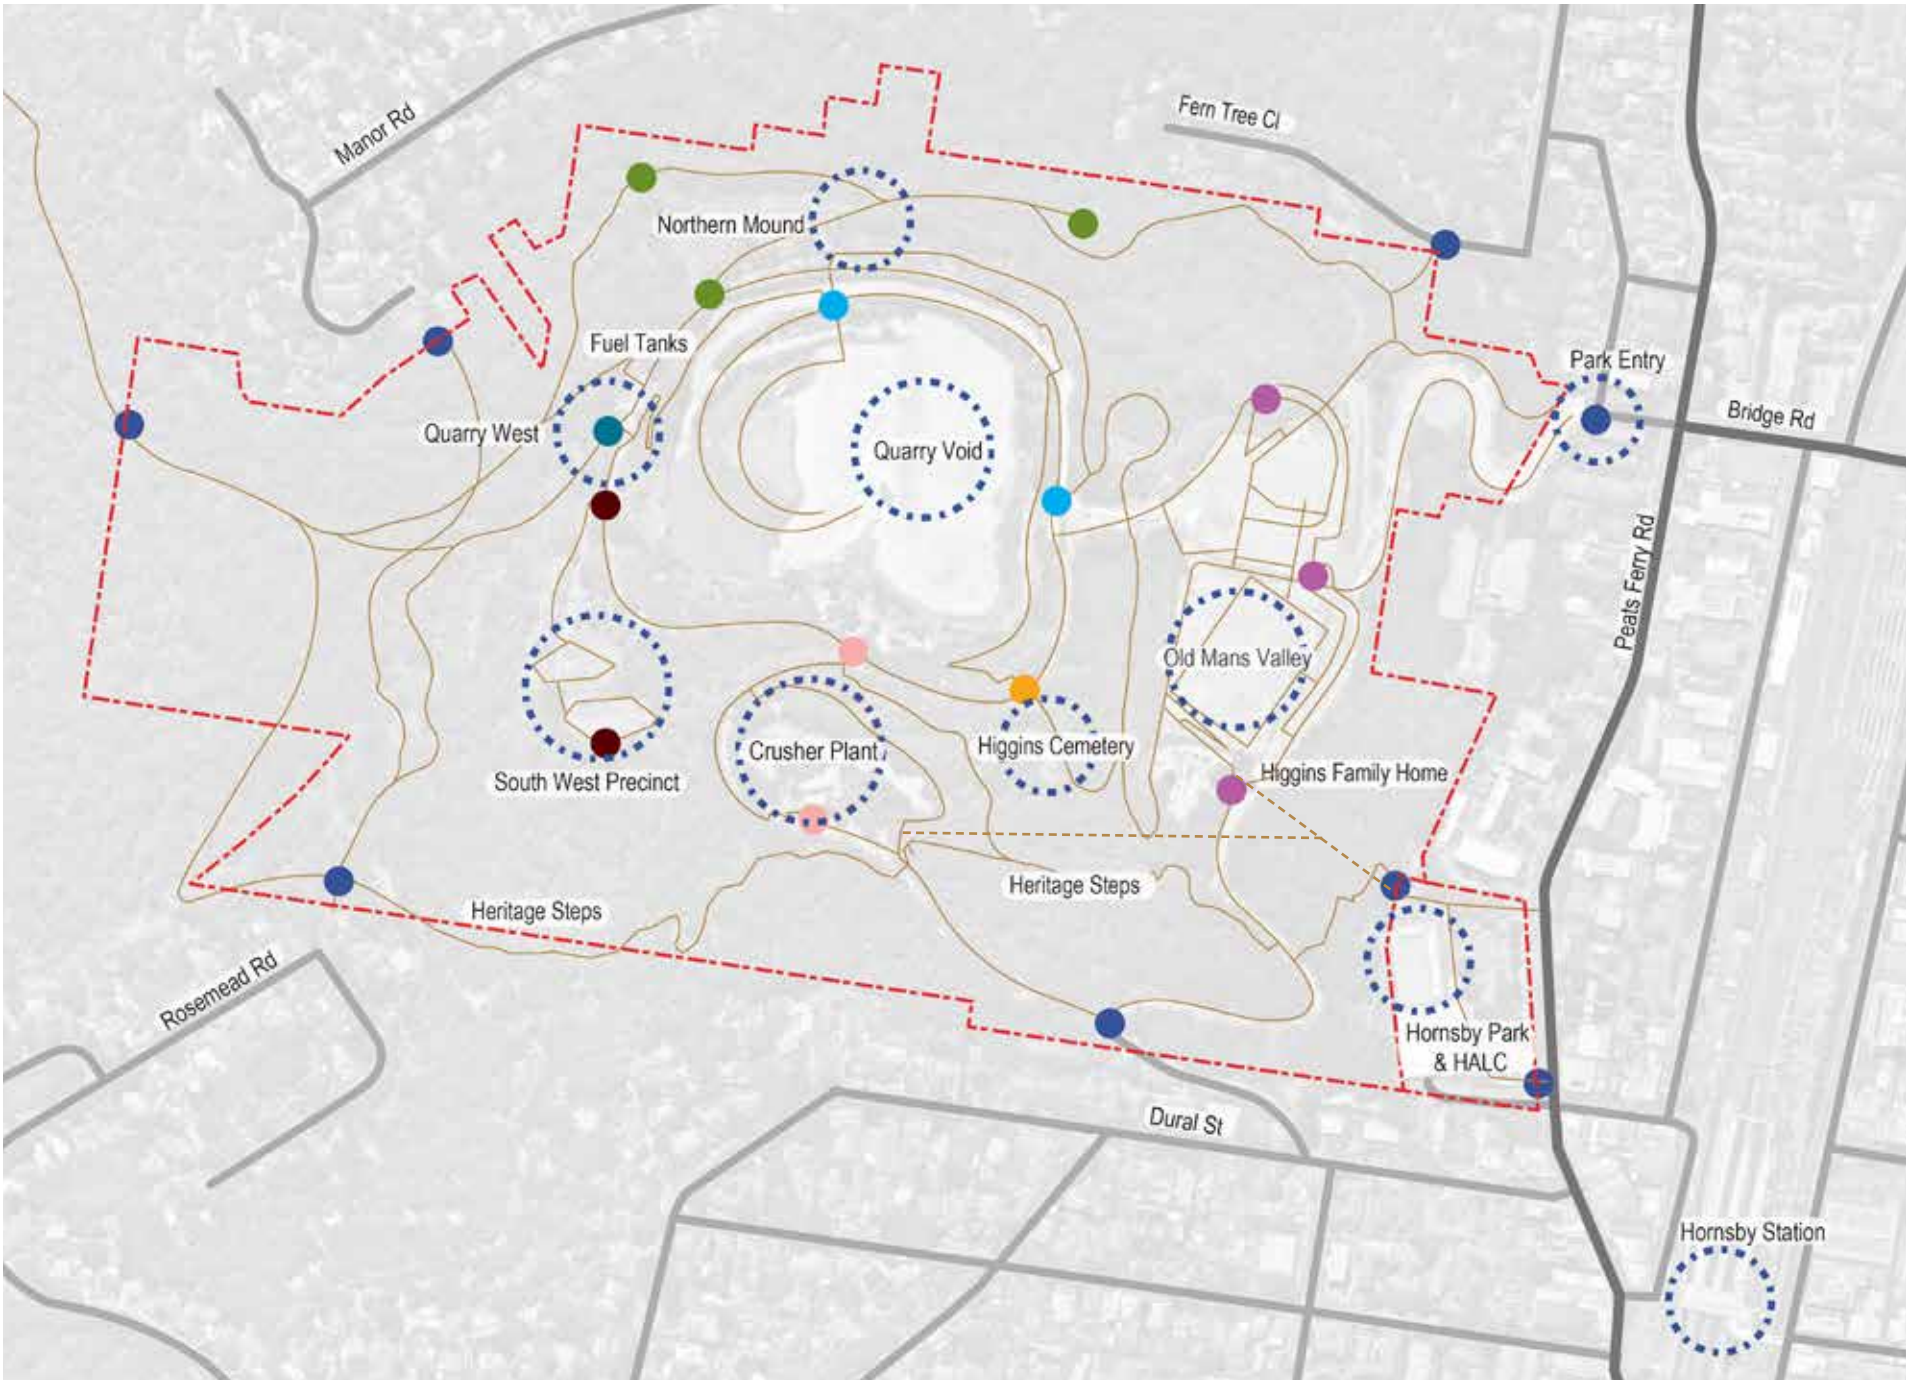 Manor Rd
Fern Tree Cl
Northern Mound
Fuel Tanks
Park Entry
Bridge Rd
Quarry West
Quarry Void
Peats Ferry Rd
Old Mans Valley
Crusher Plant
Higgins Cemetery
Higgins Family Home
South West Precinct
Heritage Steps
Heritage Steps
Rosemead Rd
Hornsby Park
& HALC
Dural St
Hornsby Station